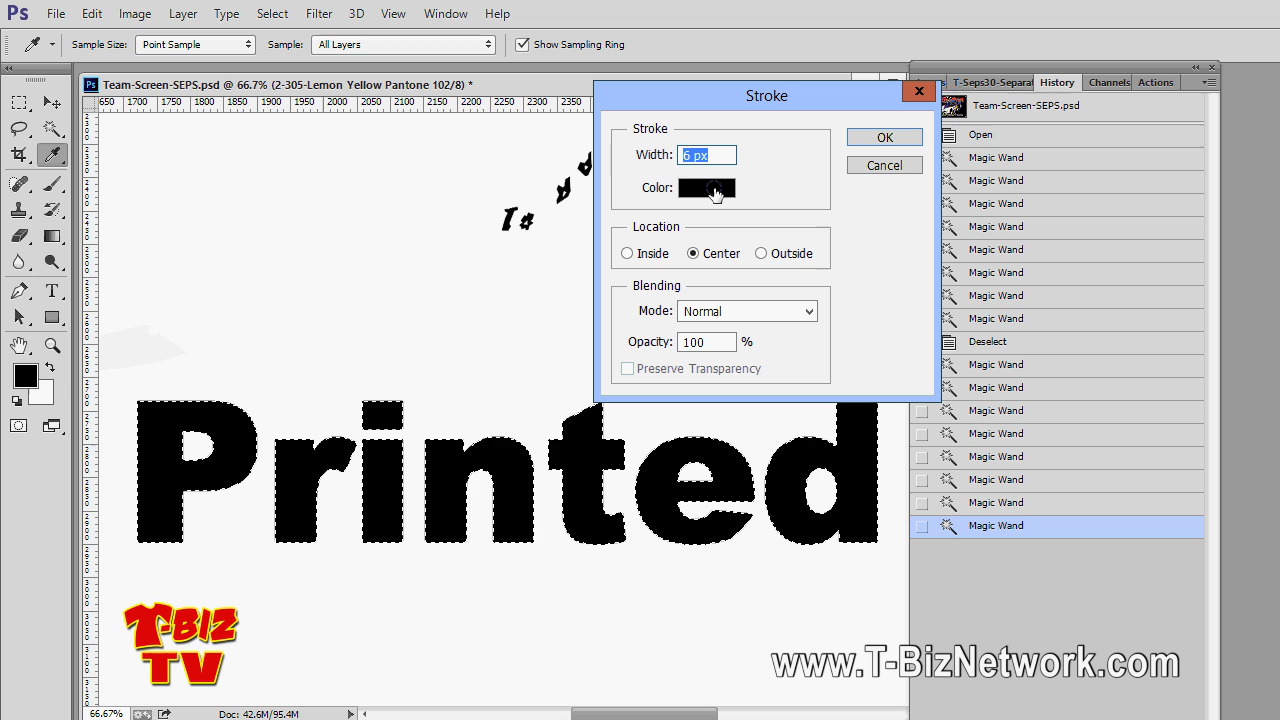 Ps File Edit Image Layer Type Select Filter 3D View Window Help
Sample Size: Point Sample Sample: All Layers Show Sampling Ring
Team-Screen-SEPS.psd @ 66.7% (2-305-Lemon Yellow Pantone 102/8) *
650 1700 1750 1800 1850 1900 1950 2000 2050 2100 2150 2200 2250 2300 2350
Stroke
Stroke
Width: 6 px
Color:
OK
Cancel
Location
Inside Center Outside
Blending
Mode: Normal
Opacity: 100 %
Preserve Transparency
T-Seps30-Separat History Channels Actions
Team-Screen-SEPS.psd
Open
Magic Wand
Magic Wand
Magic Wand
Magic Wand
Magic Wand
Magic Wand
Magic Wand
Magic Wand
Deselect
Magic Wand
Magic Wand
Magic Wand
Magic Wand
Magic Wand
Magic Wand
Magic Wand
Magic Wand
Printed
T-BIZ
TV
www.T-BizNetwork.com
66.67% Doc: 42.6M/95.4M